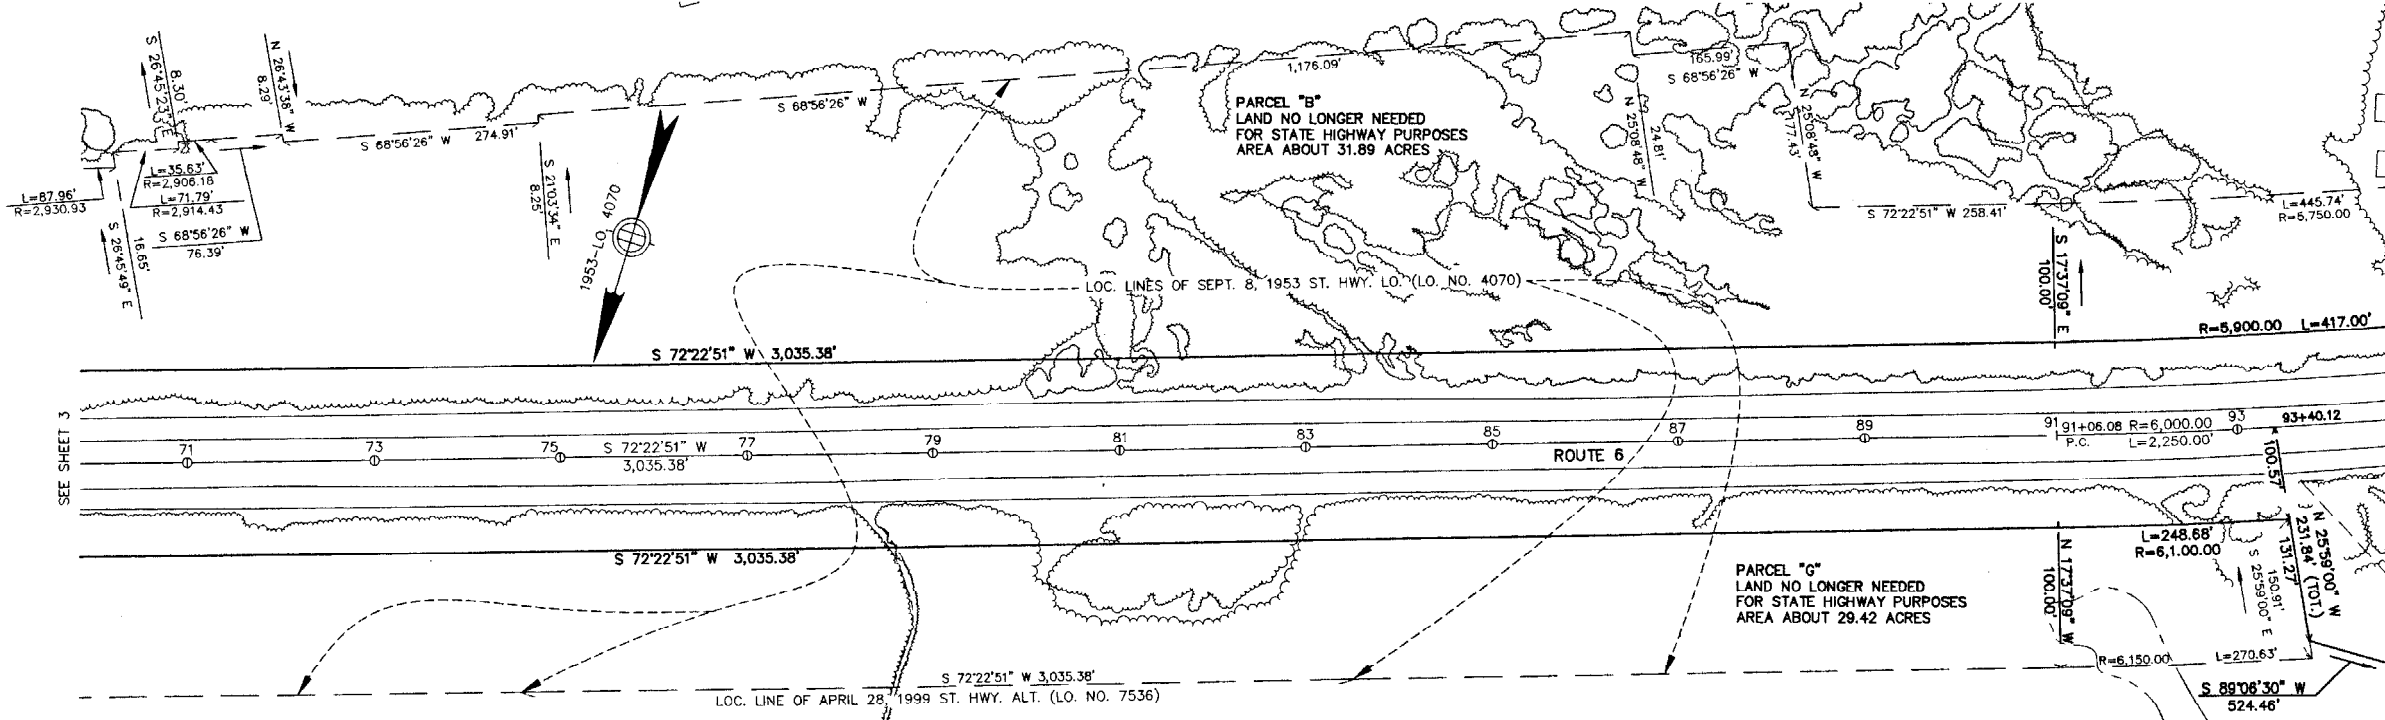 S 26°45'23" E
8.30'
N 26°43'38" W
8.29'
L=87.96'
R=2,930.93
L=35.63'
R=2,906.18
L=71.79'
R=2,914.43
S 68°56'26" W
76.39'
S 26°45'49" E
16.65'
S 68°56'26" W 274.91'
S 21°03'34" E
8.25'
1953-LO. 4070
S 68°56'26" W
1,176.09'
PARCEL "B"
LAND NO LONGER NEEDED
FOR STATE HIGHWAY PURPOSES
AREA ABOUT 31.89 ACRES
N 25°08'48" W
24.81'
165.99'
S 68°56'26" W
N 25°08'48" W
177.43'
S 72°22'51" W 258.41'
L=445.74'
R=5,750.00
S 17°37'09" E
100.00'
LOC. LINES OF SEPT. 8, 1953 ST. HWY. LO. (LO. NO. 4070)
R=5,900.00 L=417.00'
S 72°22'51" W 3,035.38'
SEE SHEET 3
71
73
75
S 72°22'51" W
3,035.38'
77
79
81
83
85
87
89
91
93
91+06.08 R=6,000.00
P.C. L=2,250.00'
93+40.12
ROUTE 6
100.57
S 72°22'51" W 3,035.38'
L=248.68'
R=6,1.00.00
N 17°37'09" W
100.00'
PARCEL "G"
LAND NO LONGER NEEDED
FOR STATE HIGHWAY PURPOSES
AREA ABOUT 29.42 ACRES
150.91'
S 25°59'00" E
131.27'
N 25°59'00" W
231.84' (TOT.)
R=6,150.00 L=270.63'
S 89°06'30" W
524.46'
S 72°22'51" W 3,035.38'
LOC. LINE OF APRIL 28, 1999 ST. HWY. ALT. (LO. NO. 7536)